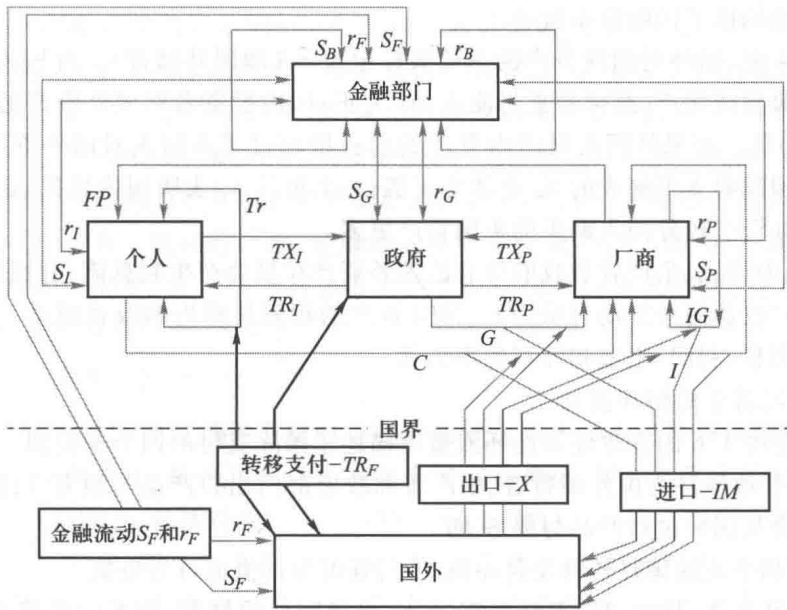 S_B r_F S_F r_B
金融部门
FP
Tr
S_G r_G
r_I
r_P
个人
TX_I
政府
TX_P
厂商
S_I
TR_I
TR_P
S_P
IG
G
C
I
国界
转移支付-TR_F
出口-X
进口-IM
金融流动S_F和r_F
r_F
国外
S_F